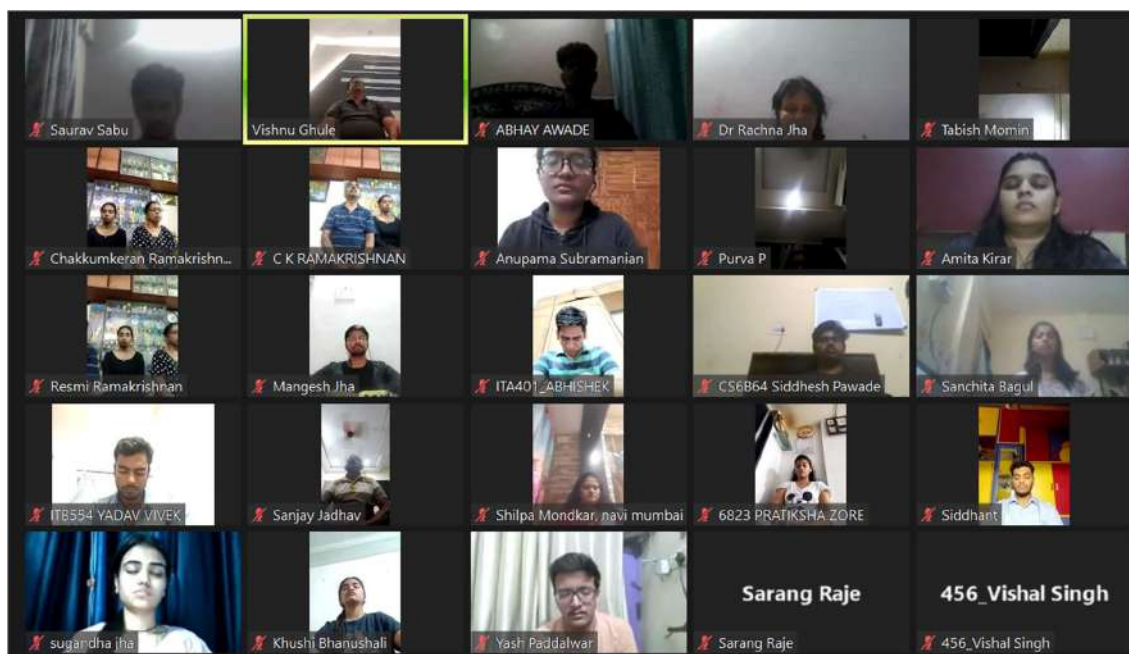 Saurav Sabu
Vishnu Ghule
ABHAY AWADE
Dr Rachna Jha
Tabish Momin
Chakkumkeran Ramakrishn...
C K RAMAKRISHNAN
Anupama Subramanian
Purva P
Amita Kirar
Resmi Ramakrishnan
Mangesh Jha
ITA401_ABHISHEK
CS6B64 Siddhesh Pawade
Sanchita Bagul
ITB554 YADAV VIVEK
Sanjay Jadhav
Shilpa Mondkar, navi mumbai
6823 PRATIKSHA ZORE
Siddhant
sugandha jha
Khushi Bhanushali
Yash Paddalwar
Sarang Raje
Sarang Raje
456_Vishal Singh
456_Vishal Singh